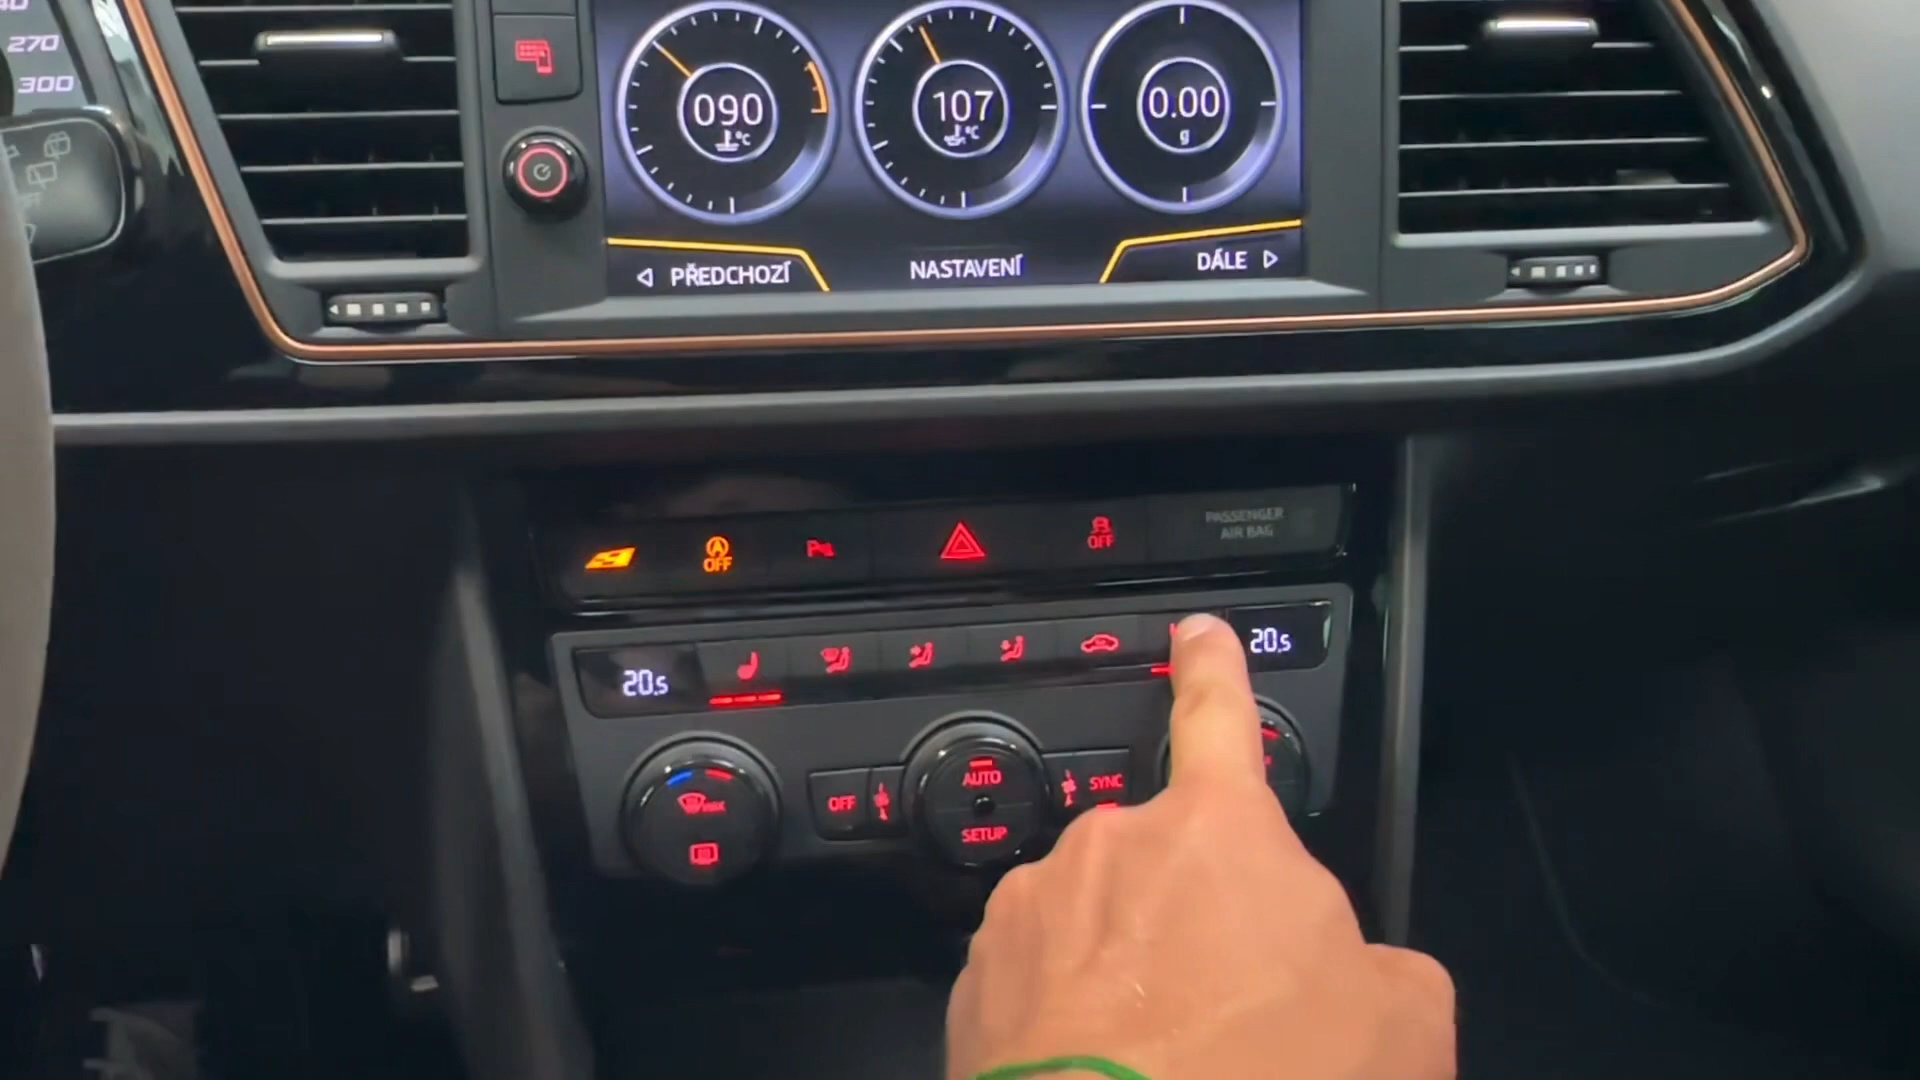 270
300
090
°C
107
°C
0.00
g
PŘEDCHOZÍ
NASTAVENÍ
DÁLE
A
OFF
OFF
PASSENGER
AIR BAG
20.5
20.5
AUTO
SETUP
OFF
SYNC
MAX